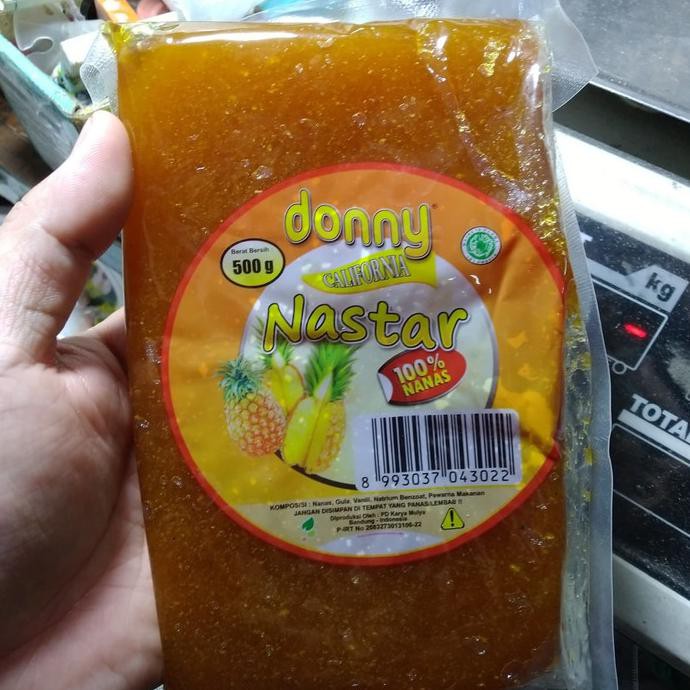 donny
CALIFORNIA
Berat Bersih
500 g
Nastar
100%
NANAS
8 993037 043022
KOMPOSISI : Nanas, Gula, Vanili, Natrium Benzoat, Pewarna Makanan
JANGAN DISIMPAN DI TEMPAT YANG PANAS/LEMBAB !!
Diproduksi Oleh : PD Karya Mulya
Bandung - Indonesia
P-IRT No 2063273013106-22
kg
TOTA